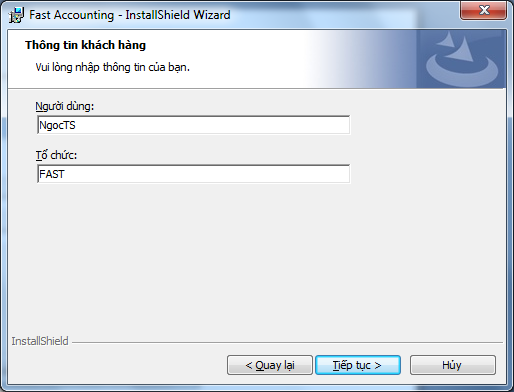 Fast Accounting - InstallShield Wizard
Thông tin khách hàng
Vui lòng nhập thông tin của bạn.
Người dùng:
NgocTS
Tổ chức:
FAST
InstallShield
< Quay lại
Tiếp tục >
Hủy